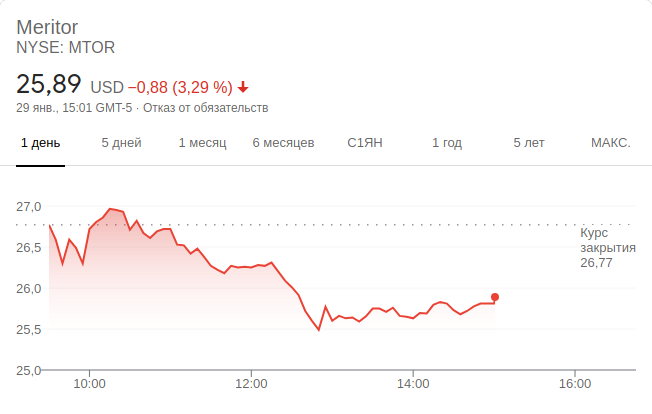 Meritor
NYSE: MTOR
25,89 USD −0,88 (3,29 %)
29 янв., 15:01 GMT-5 · Отказ от обязательств
1 день 5 дней 1 месяц 6 месяцев С1ЯН 1 год 5 лет МАКС.
27,0
Курс
закрытия
26,77
26,5
26,0
25,5
25,0
10:00 12:00 14:00 16:00